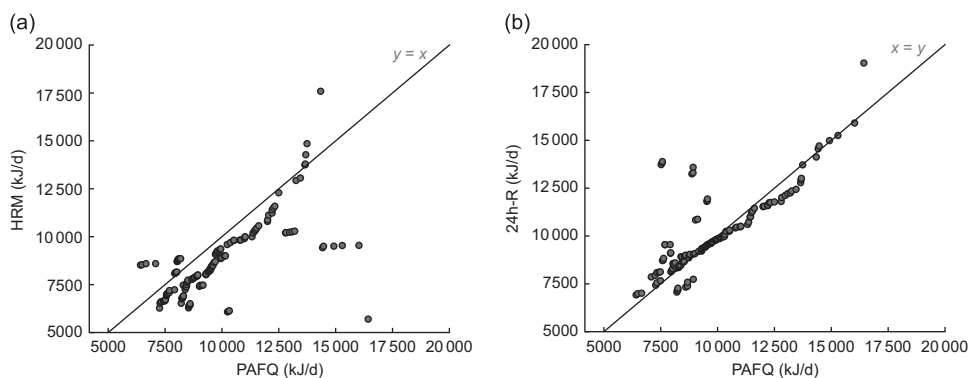 (a)
20 000
17 500
15 000
12 500
10 000
7500
5000
HRM (kJ/d)
y = x
5000 7500 10 000 12 500 15 000 17 500 20 000
PAFQ (kJ/d)
(b)
20 000
17 500
15 000
12 500
10 000
7500
5000
24h-R (kJ/d)
x = y
5000 7500 10 000 12 500 15 000 17 500 20 000
PAFQ (kJ/d)